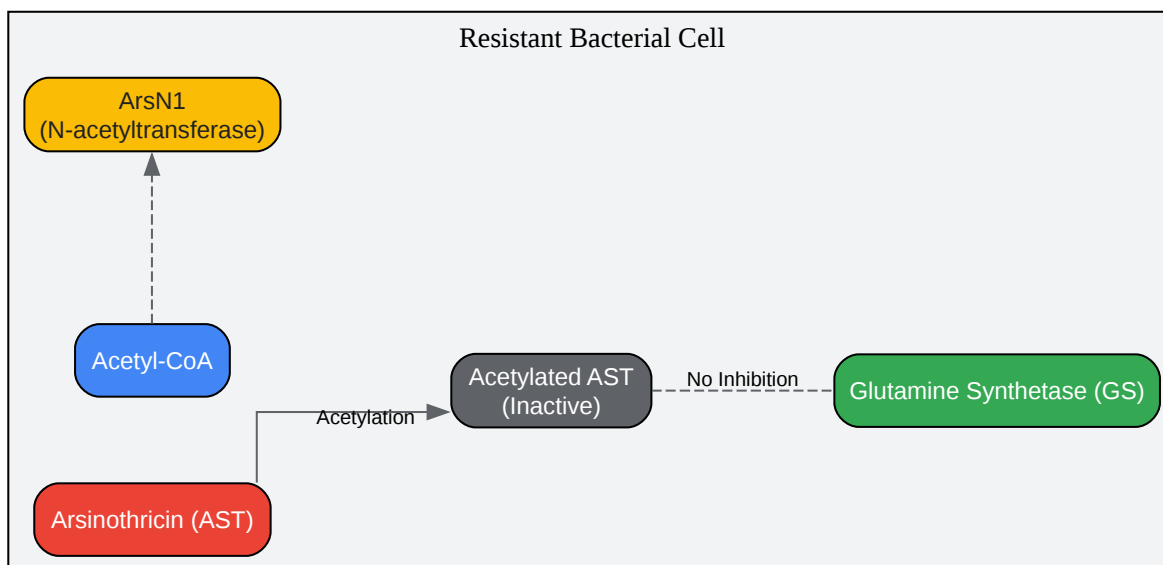 Resistant Bacterial Cell
ArsN1
(N-acetyltransferase)
Acetyl-CoA
Acetylated AST
(Inactive)
No Inhibition
Glutamine Synthetase (GS)
Acetylation
Arsinothricin (AST)